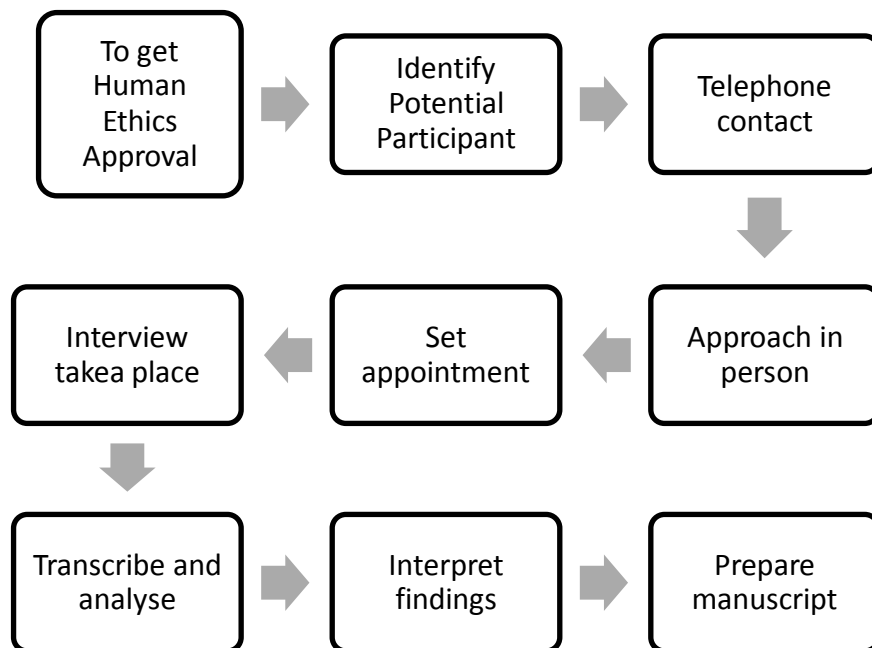 To get
Human
Ethics
Approval
Identify
Potential
Participant
Telephone
contact
Approach in
person
Set
appointment
Interview
takea place
Transcribe and
analyse
Interpret
findings
Prepare
manuscript